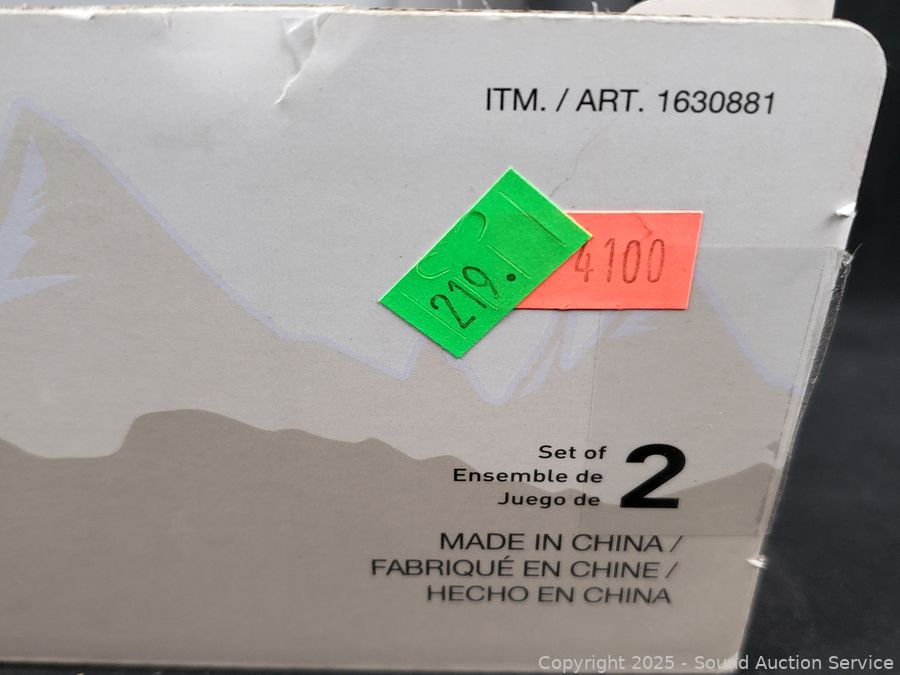 ITM. / ART. 1630881
219.
4100
Set of
Ensemble de
Juego de
2
MADE IN CHINA /
FABRIQUÉ EN CHINE /
HECHO EN CHINA
Copyright © 2025 - Sound Auction Service